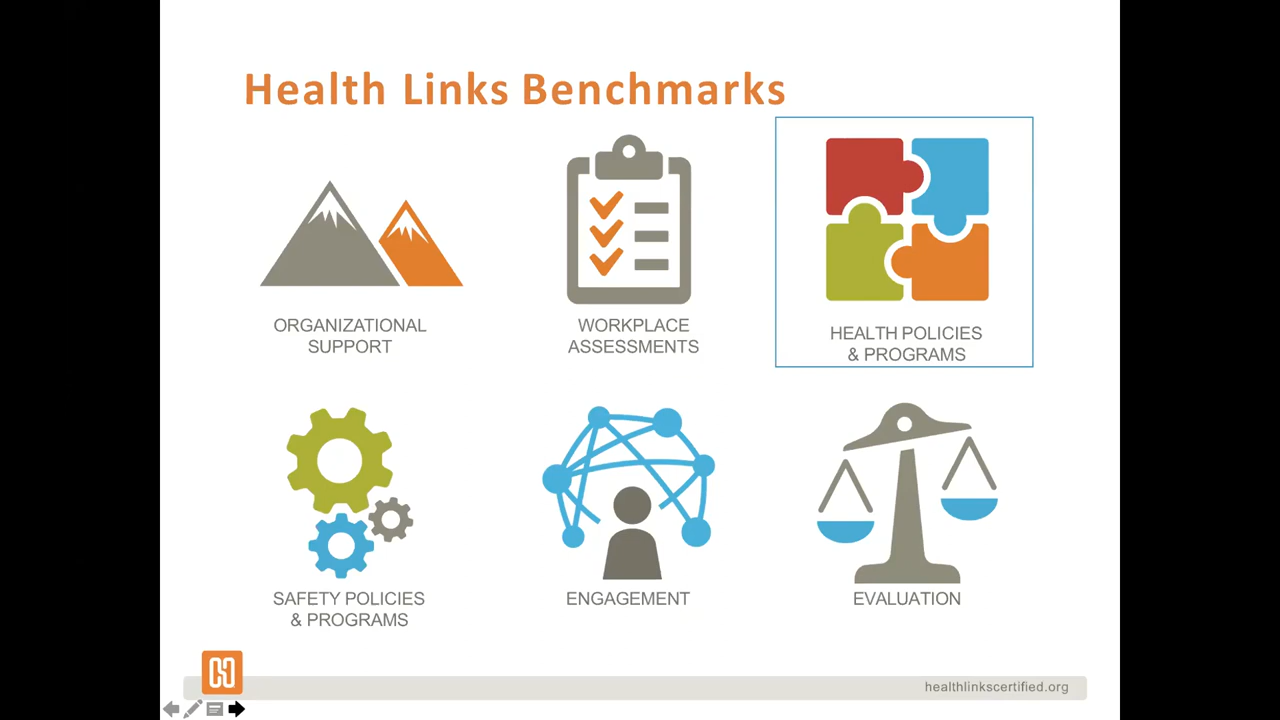 Health Links Benchmarks
ORGANIZATIONAL
SUPPORT
WORKPLACE
ASSESSMENTS
HEALTH POLICIES
& PROGRAMS
SAFETY POLICIES
& PROGRAMS
ENGAGEMENT
EVALUATION
healthlinkscertified.org